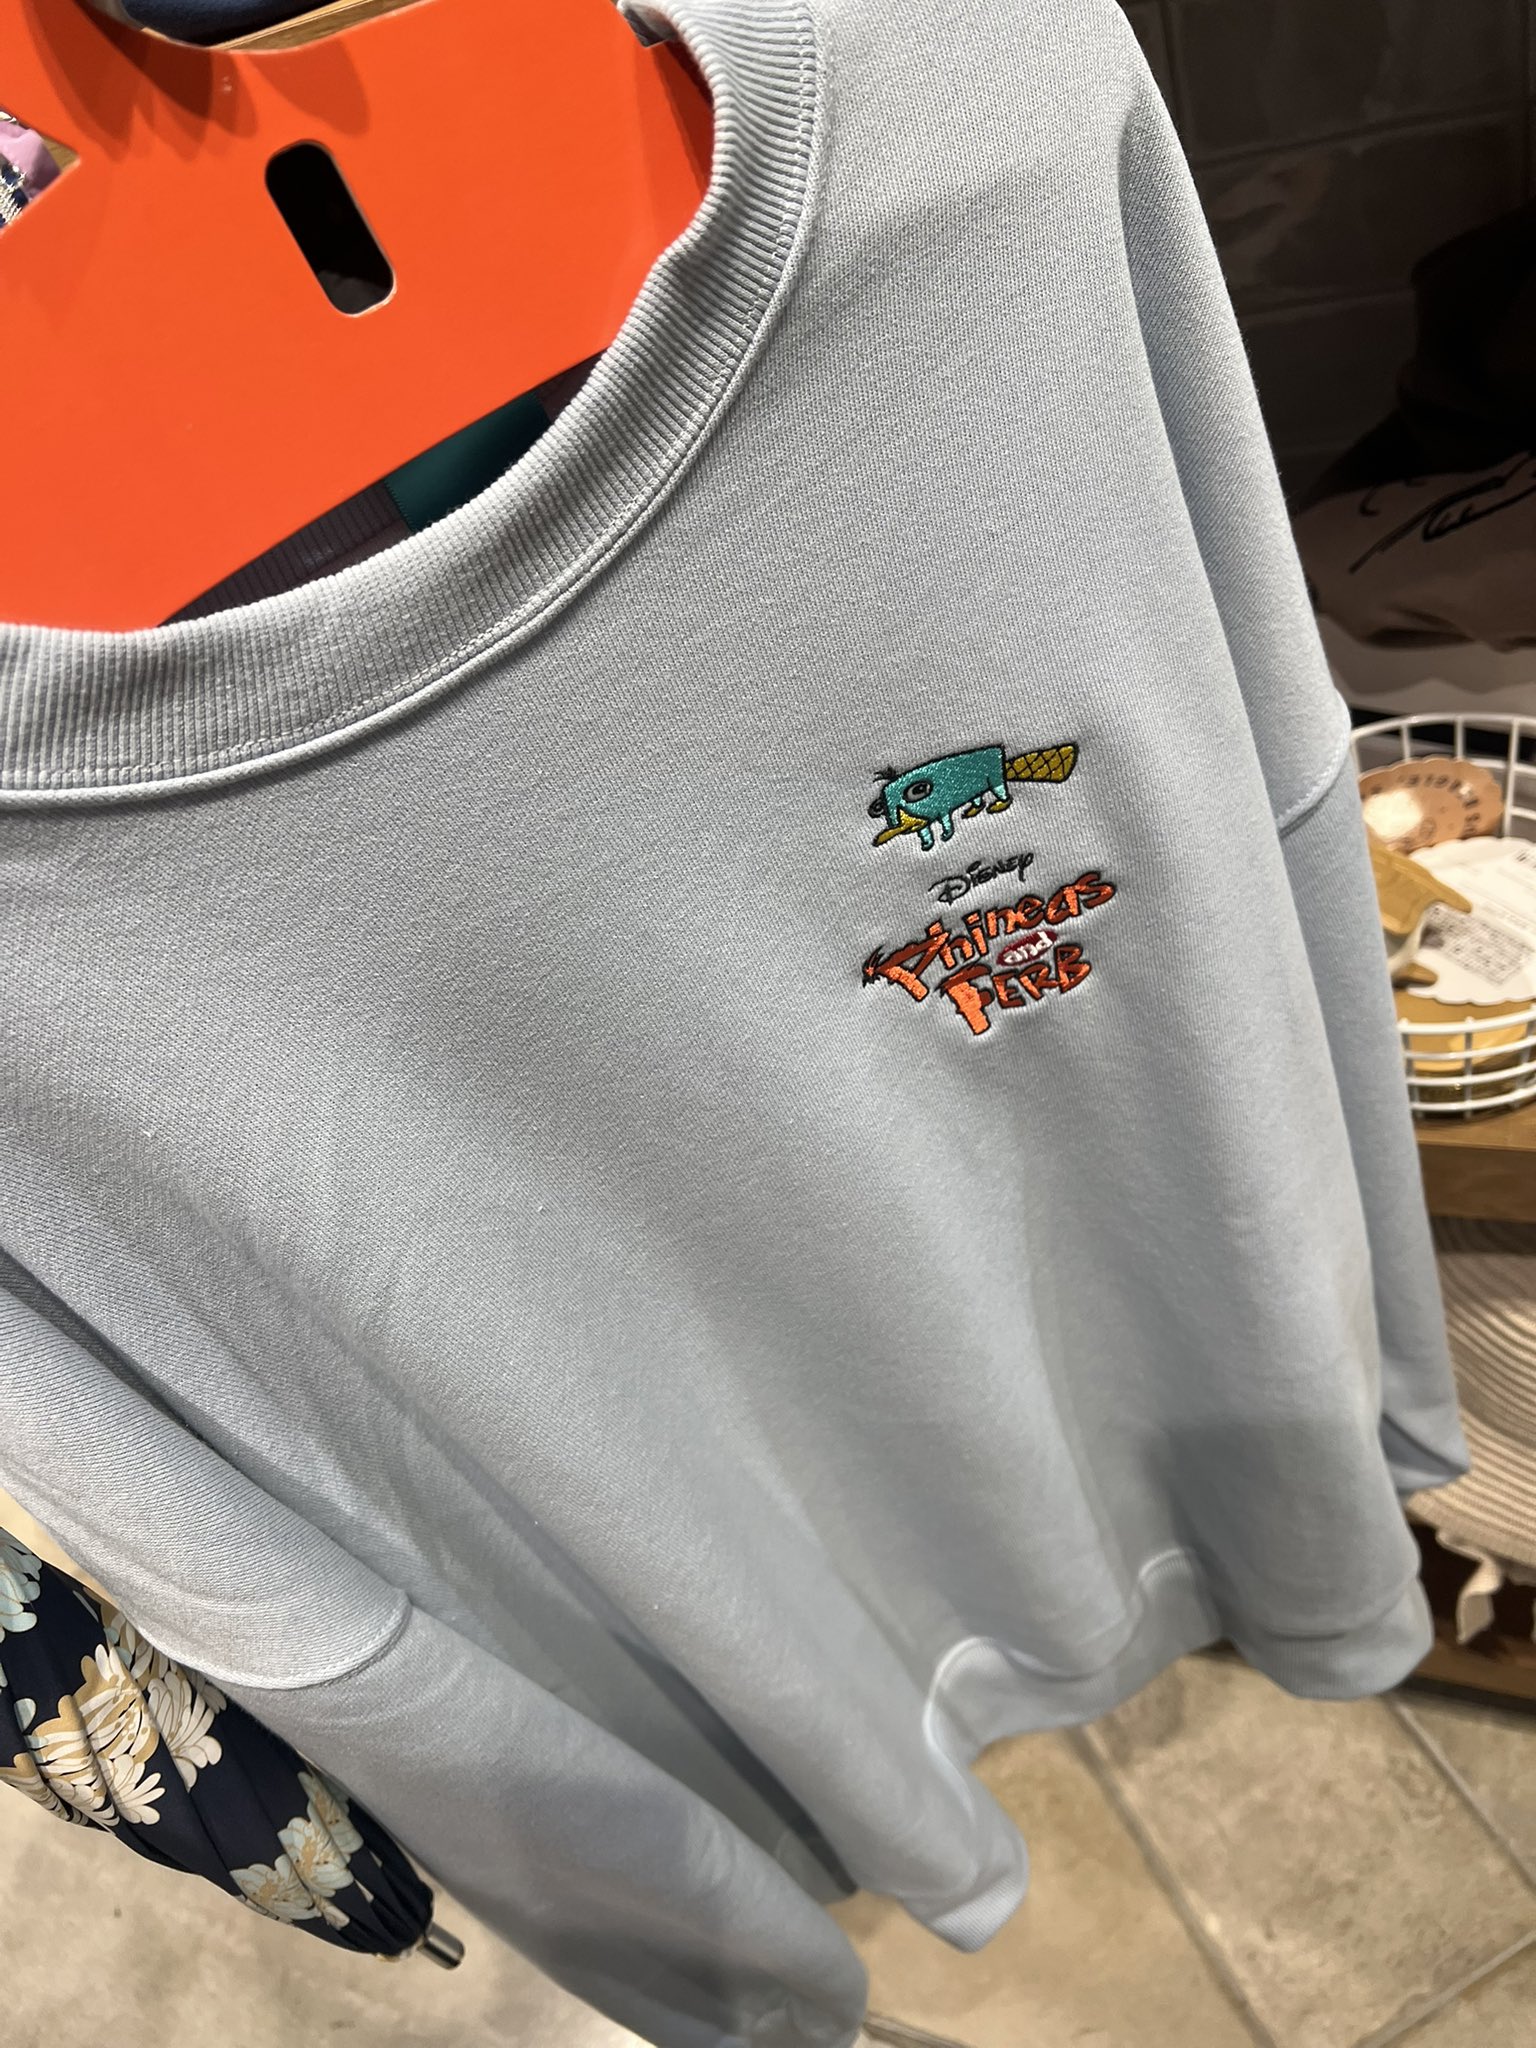 Disney
Phineas
and
FERB